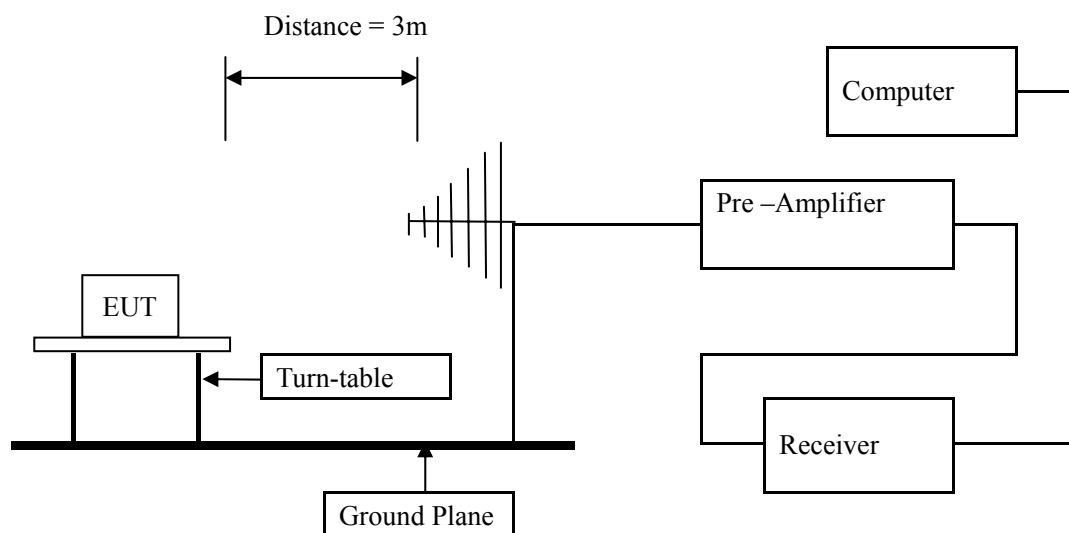 Distance = 3m
Computer
Pre –Amplifier
EUT
Turn-table
Receiver
Ground Plane